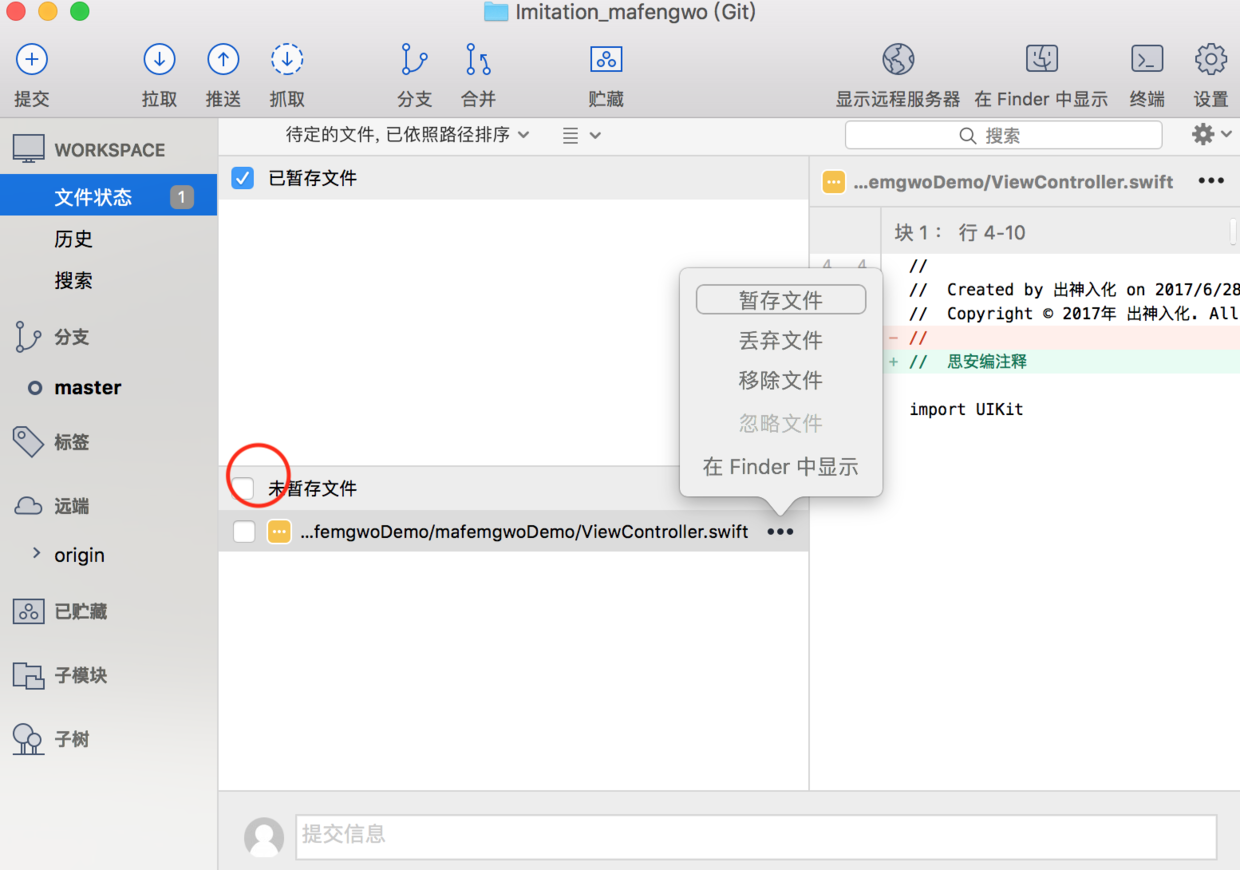 Imitation_mafengwo (Git)
提交 拉取 推送 抓取 分支 合并 贮藏 显示远程服务器 在 Finder 中显示 终端 设置
WORKSPACE
文件状态 1
历史
搜索
分支
master
标签
远端
origin
已贮藏
子模块
子树
待定的文件, 已依照路径排序
搜索
已暂存文件
未暂存文件
...femgwoDemo/mafemgwoDemo/ViewController.swift
暂存文件
丢弃文件
移除文件
忽略文件
在 Finder 中显示
...emgwoDemo/ViewController.swift
块 1： 行 4-10
4 4 //
// Created by 出神入化 on 2017/6/28
// Copyright © 2017年 出神入化. All
- //
+ // 思安编注释
import UIKit
提交信息